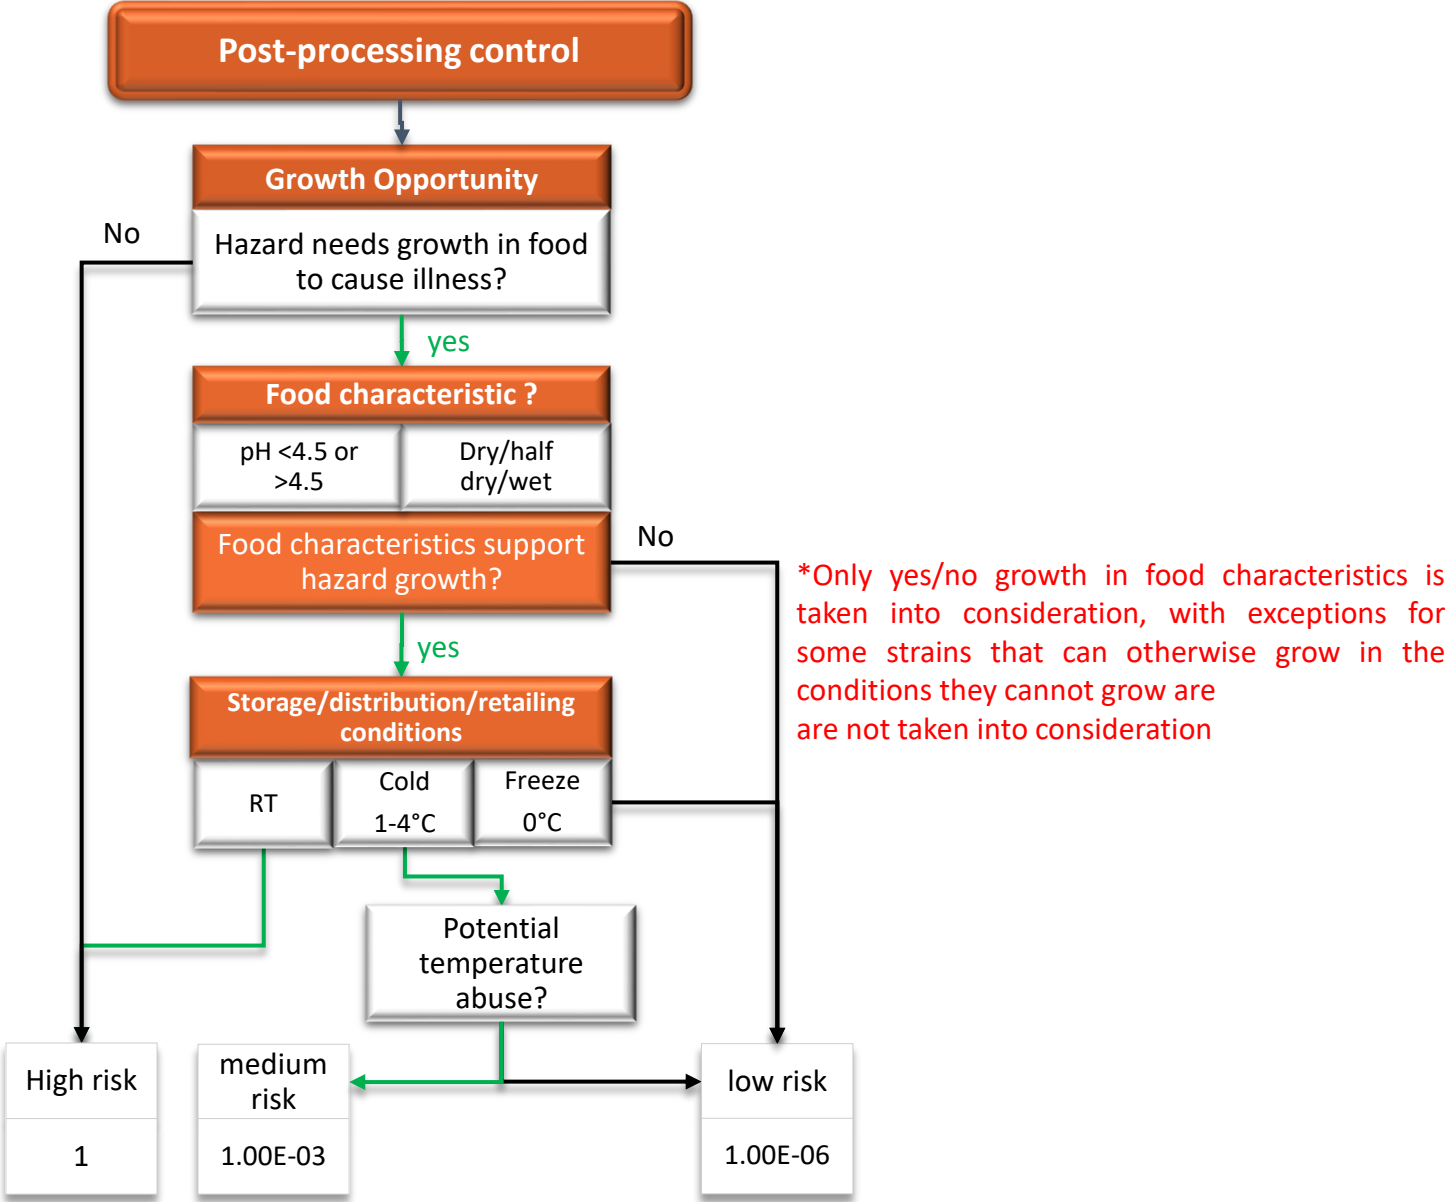 Post-processing control
Growth Opportunity
No
Hazard needs growth in food
to cause illness?
yes
Food characteristic ?
pH <4.5 or
>4.5
Dry/half
dry/wet
Food characteristics support
hazard growth?
No
*Only yes/no growth in food characteristics is
taken into consideration, with exceptions for
some strains that can otherwise grow in the
conditions they cannot grow are
are not taken into consideration
yes
Storage/distribution/retailing
conditions
RT
Cold
1-4°C
Freeze
0°C
Potential
temperature
abuse?
High risk
1
medium
risk
1.00E-03
low risk
1.00E-06